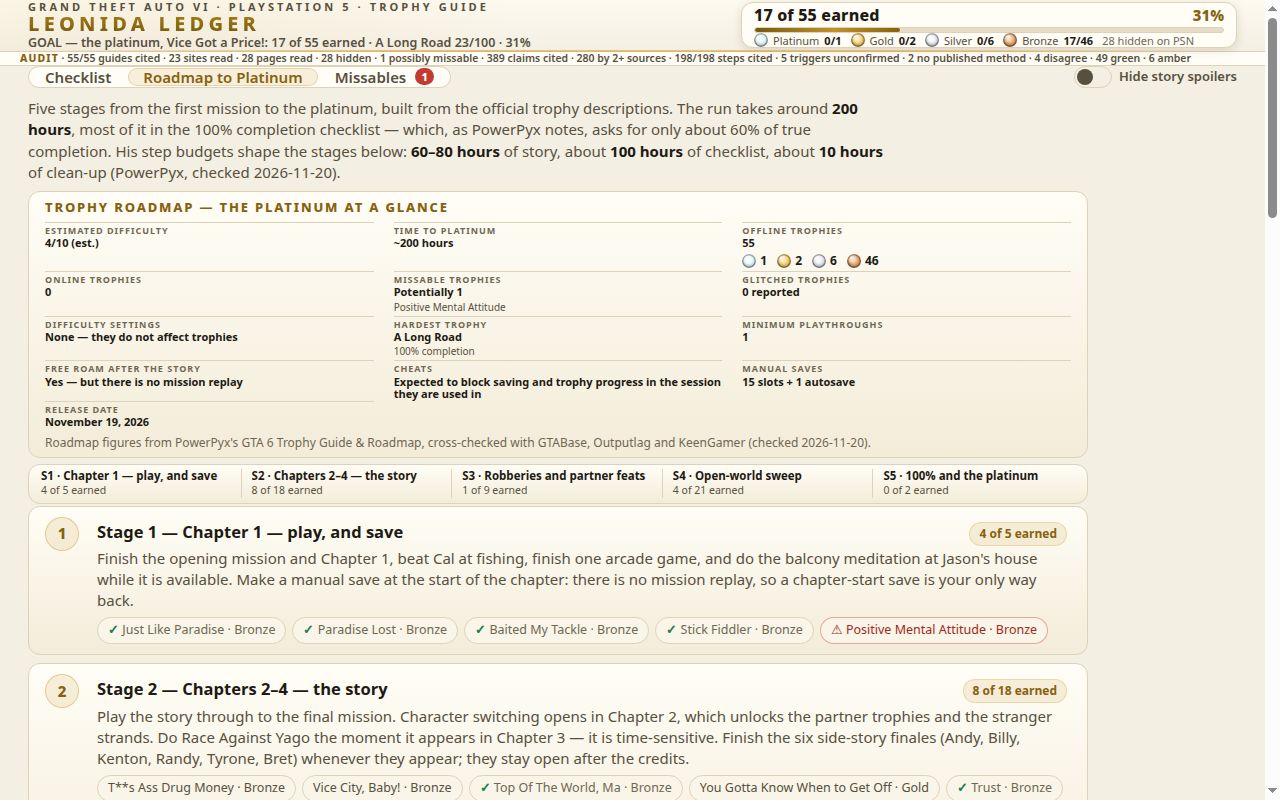 GRAND THEFT AUTO VI · PLAYSTATION 5 · TROPHY GUIDE
LEONIDA LEDGER
GOAL — the platinum, Vice Got a Price!: 17 of 55 earned · A Long Road 23/100 · 31%
17 of 55 earned 31%
Platinum 0/1 Gold 0/2 Silver 0/6 Bronze 17/46 28 hidden on PSN
AUDIT · 55/55 guides cited · 23 sites read · 28 pages read · 28 hidden · 1 possibly missable · 389 claims cited · 280 by 2+ sources · 198/198 steps cited · 5 triggers unconfirmed · 2 no published method · 4 disagree · 49 green · 6 amber
Checklist Roadmap to Platinum Missables 1
Hide story spoilers
Five stages from the first mission to the platinum, built from the official trophy descriptions. The run takes around 200
hours, most of it in the 100% completion checklist — which, as PowerPyx notes, asks for only about 60% of true
completion. His step budgets shape the stages below: 60–80 hours of story, about 100 hours of checklist, about 10 hours
of clean-up (PowerPyx, checked 2026-11-20).
TROPHY ROADMAP — THE PLATINUM AT A GLANCE
ESTIMATED DIFFICULTY
4/10 (est.)
TIME TO PLATINUM
~200 hours
OFFLINE TROPHIES
55
1 2 6 46
ONLINE TROPHIES
0
MISSABLE TROPHIES
Potentially 1
Positive Mental Attitude
GLITCHED TROPHIES
0 reported
DIFFICULTY SETTINGS
None — they do not affect trophies
HARDEST TROPHY
A Long Road
100% completion
MINIMUM PLAYTHROUGHS
1
FREE ROAM AFTER THE STORY
Yes — but there is no mission replay
CHEATS
Expected to block saving and trophy progress in the session
they are used in
MANUAL SAVES
15 slots + 1 autosave
RELEASE DATE
November 19, 2026
Roadmap figures from PowerPyx's GTA 6 Trophy Guide & Roadmap, cross-checked with GTABase, Outputlag and KeenGamer (checked 2026-11-20).
S1 · Chapter 1 — play, and save
4 of 5 earned
S2 · Chapters 2–4 — the story
8 of 18 earned
S3 · Robberies and partner feats
1 of 9 earned
S4 · Open-world sweep
4 of 21 earned
S5 · 100% and the platinum
0 of 2 earned
1
Stage 1 — Chapter 1 — play, and save
4 of 5 earned
Finish the opening mission and Chapter 1, beat Cal at fishing, finish one arcade game, and do the balcony meditation at Jason's house
while it is available. Make a manual save at the start of the chapter: there is no mission replay, so a chapter-start save is your only way
back.
✓ Just Like Paradise · Bronze ✓ Paradise Lost · Bronze ✓ Baited My Tackle · Bronze ✓ Stick Fiddler · Bronze ⚠ Positive Mental Attitude · Bronze
2
Stage 2 — Chapters 2–4 — the story
8 of 18 earned
Play the story through to the final mission. Character switching opens in Chapter 2, which unlocks the partner trophies and the stranger
strands. Do Race Against Yago the moment it appears in Chapter 3 — it is time-sensitive. Finish the six side-story finales (Andy, Billy,
Kenton, Randy, Tyrone, Bret) whenever they appear; they stay open after the credits.
T**s Ass Drug Money · Bronze Vice City, Baby! · Bronze ✓ Top Of The World, Ma · Bronze You Gotta Know When to Get Off · Gold ✓ Trust · Bronze